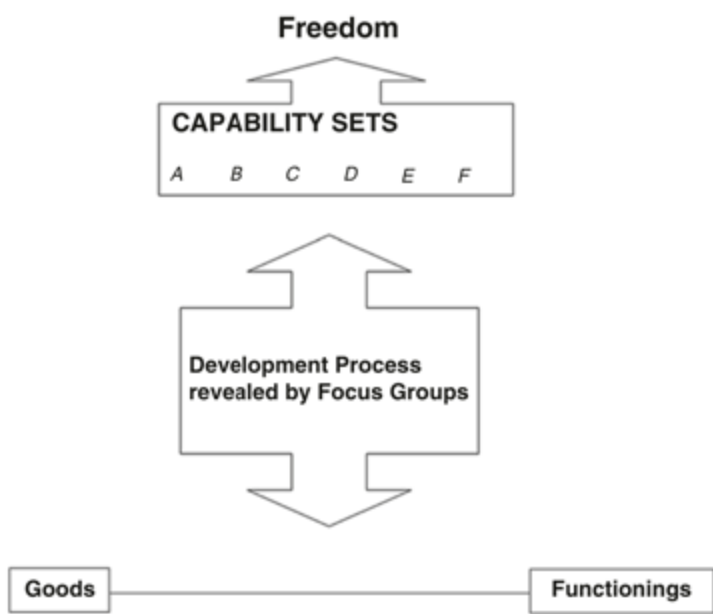 Freedom
CAPABILITY SETS
A B C D E F
Development Process
revealed by Focus Groups
Goods
Functionings